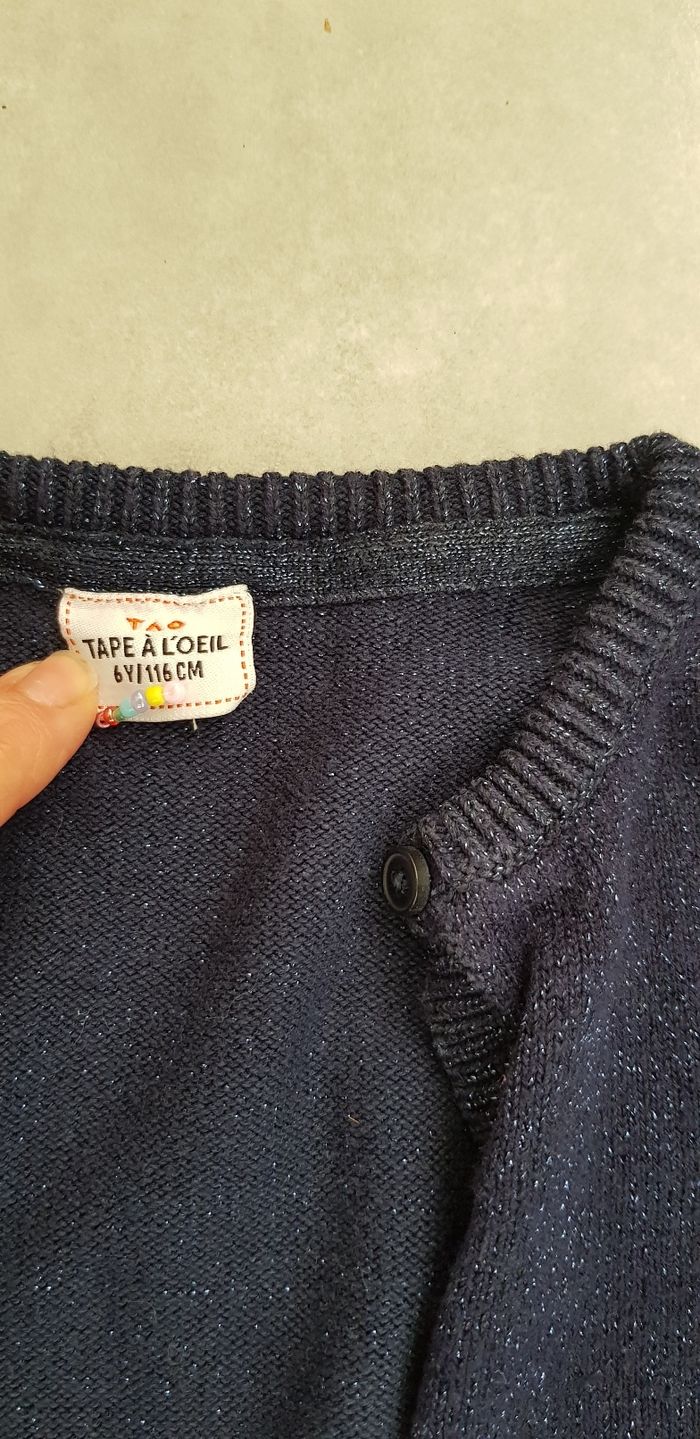 TAO
TAPE À L'OEIL
6Y/116CM